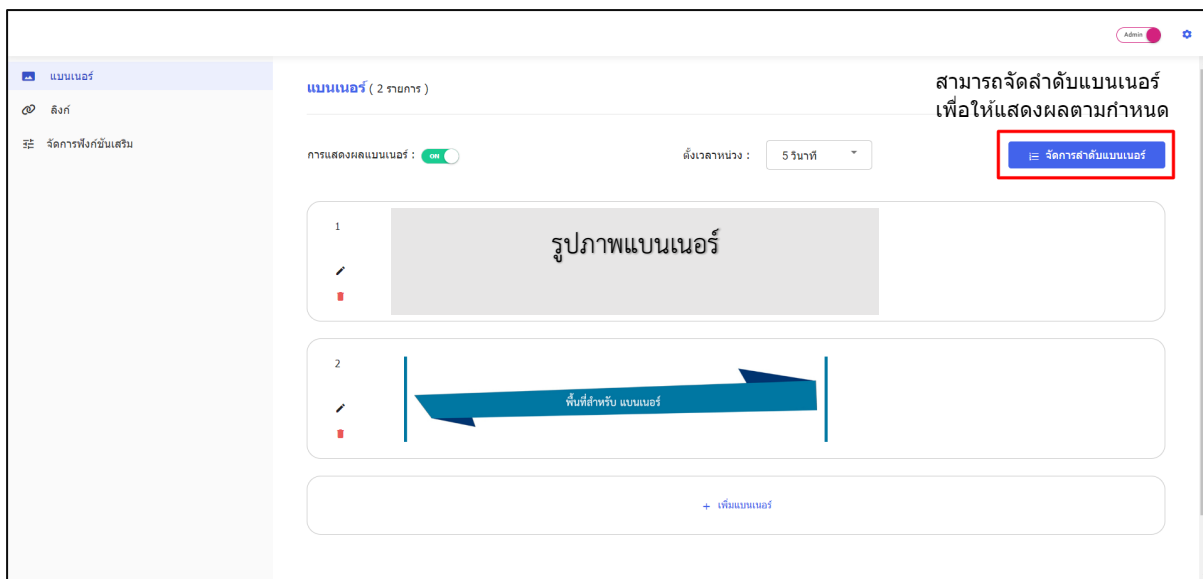 Admin
แบนเนอร์
ลิงก์
จัดการฟังก์ชันเสริม
แบนเนอร์ ( 2 รายการ )
สามารถจัดลำดับแบนเนอร์
เพื่อให้แสดงผลตามกำหนด
การแสดงผลแบนเนอร์ : ON
ตั้งเวลาหน่วง : 5 วินาที
จัดการลำดับแบนเนอร์
1
รูปภาพแบนเนอร์
2
พื้นที่สำหรับ แบนเนอร์
+ เพิ่มแบนเนอร์